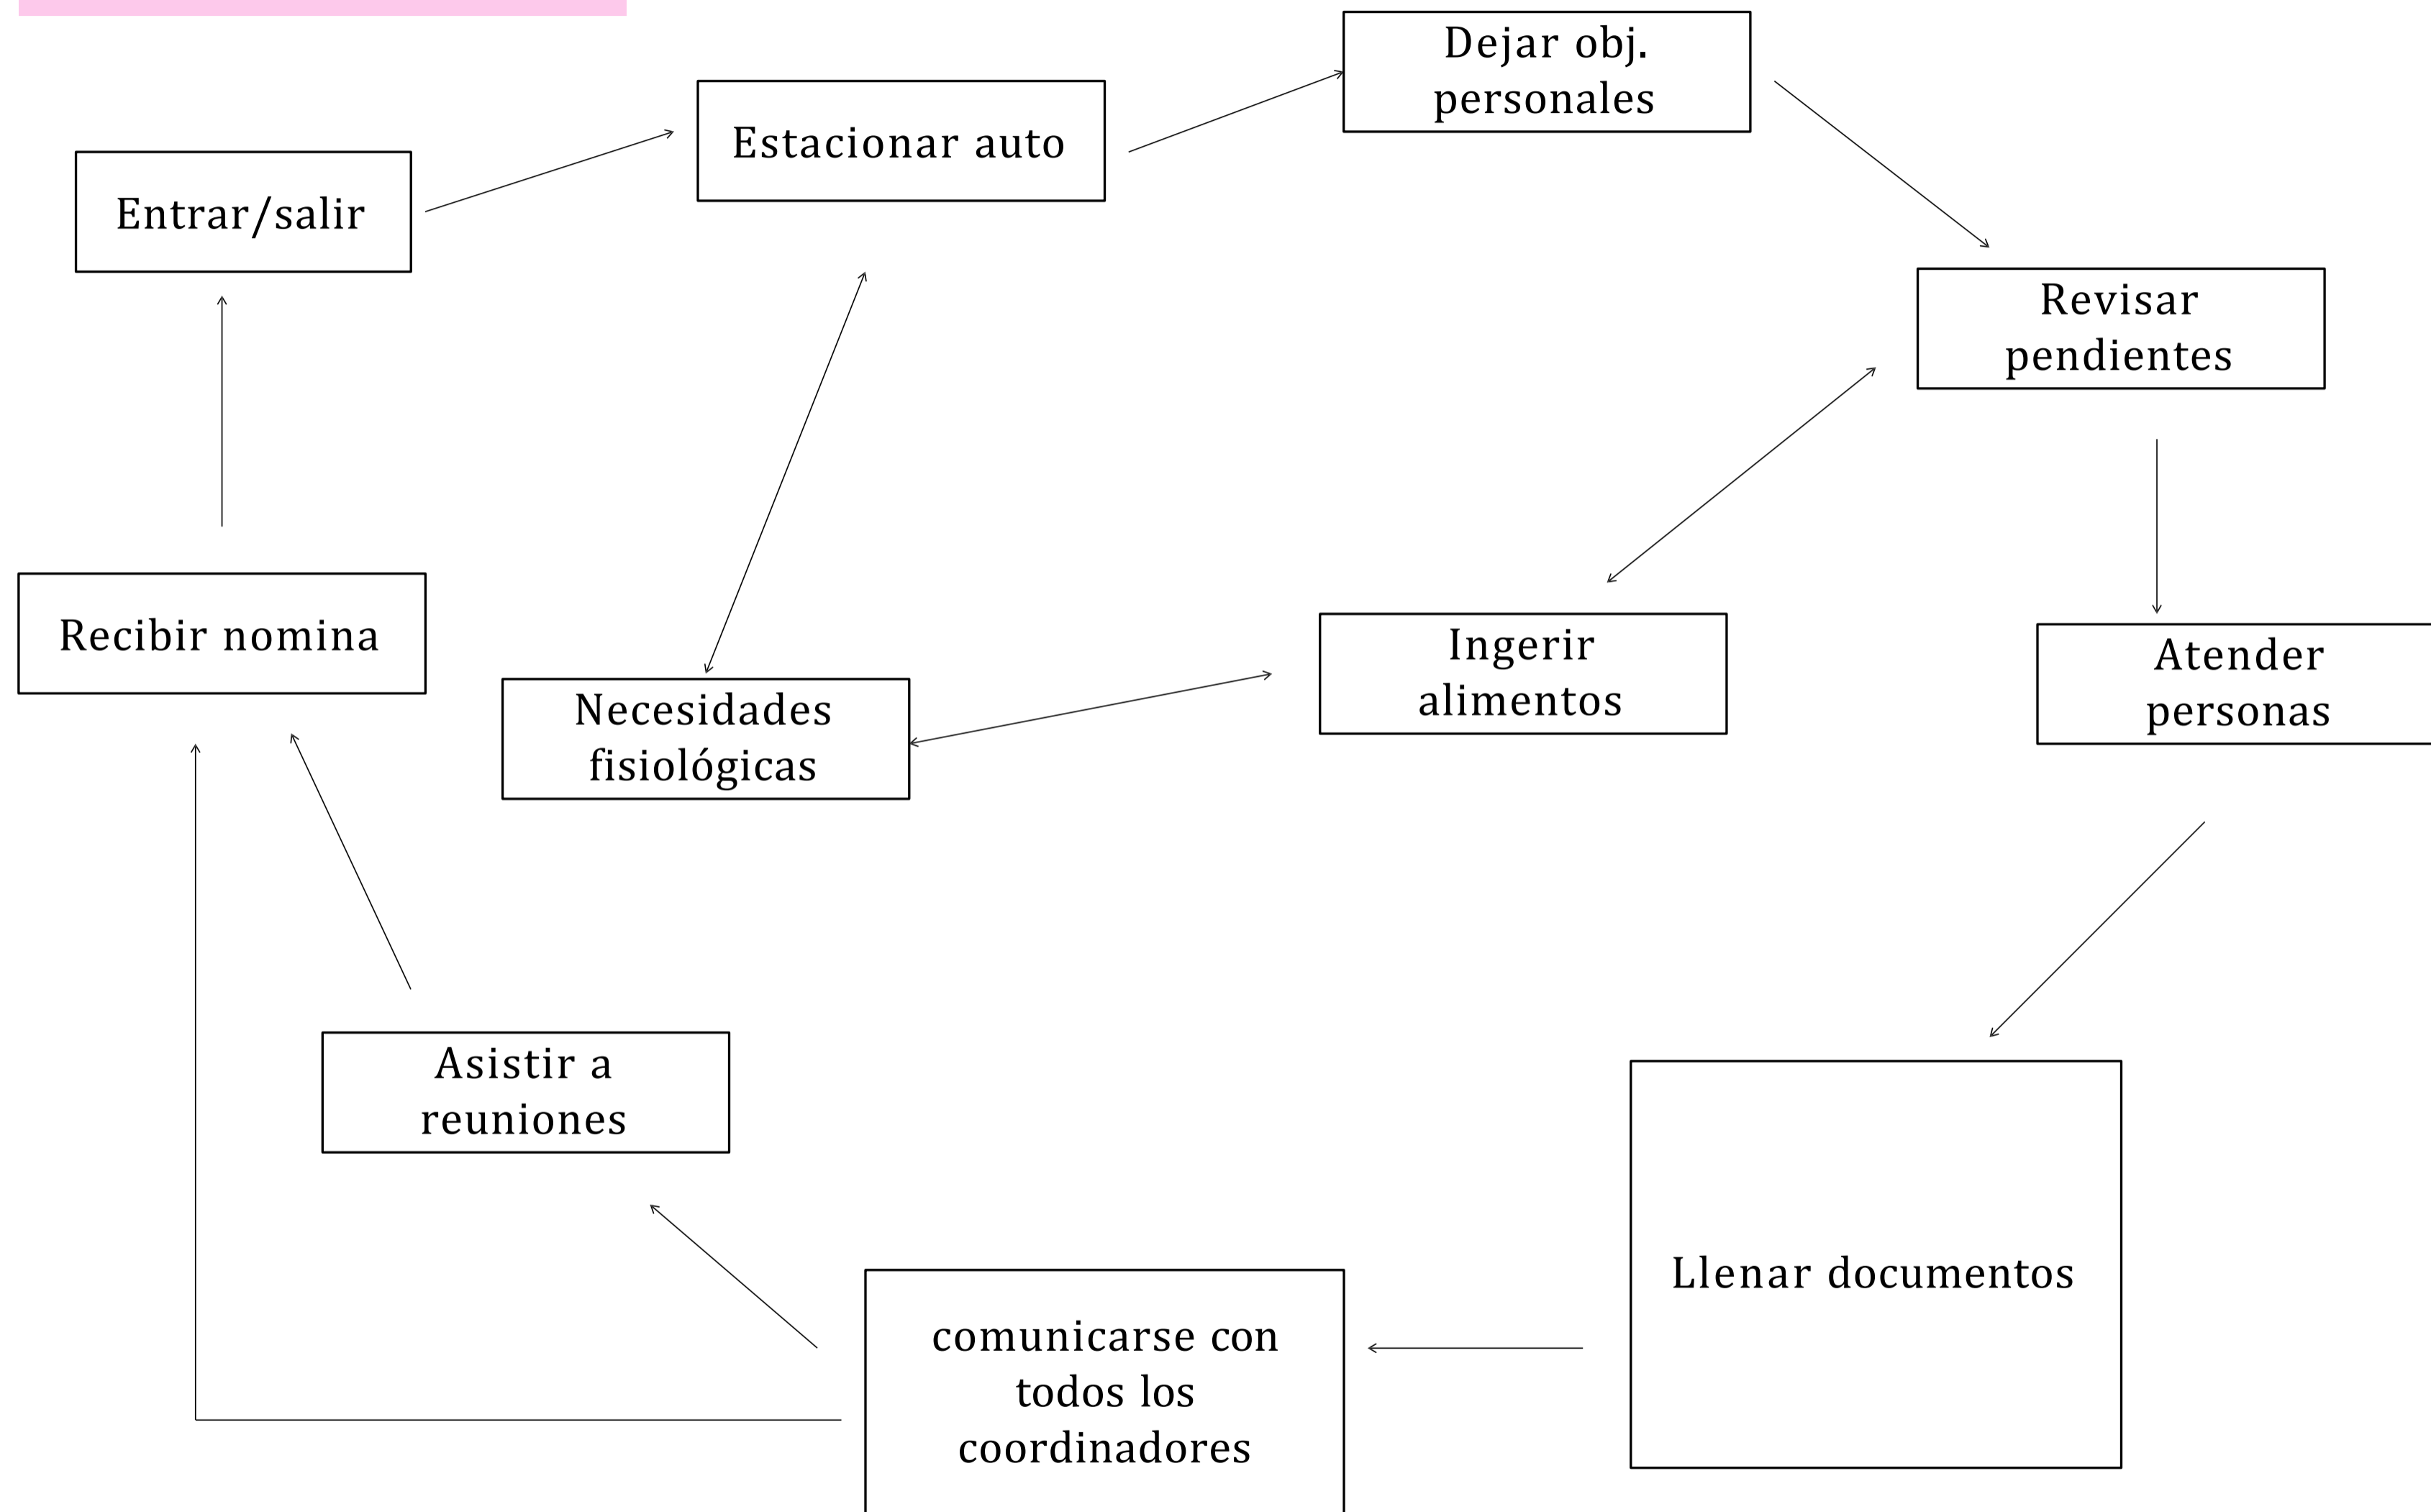 Dejar obj.
personales
Estacionar auto
Entrar/salir
Revisar
pendientes
Recibir nomina
Ingerir
alimentos
Atender
personas
Necesidades
fisiológicas
Asistir a
reuniones
Llenar documentos
comunicarse con
todos los
coordinadores